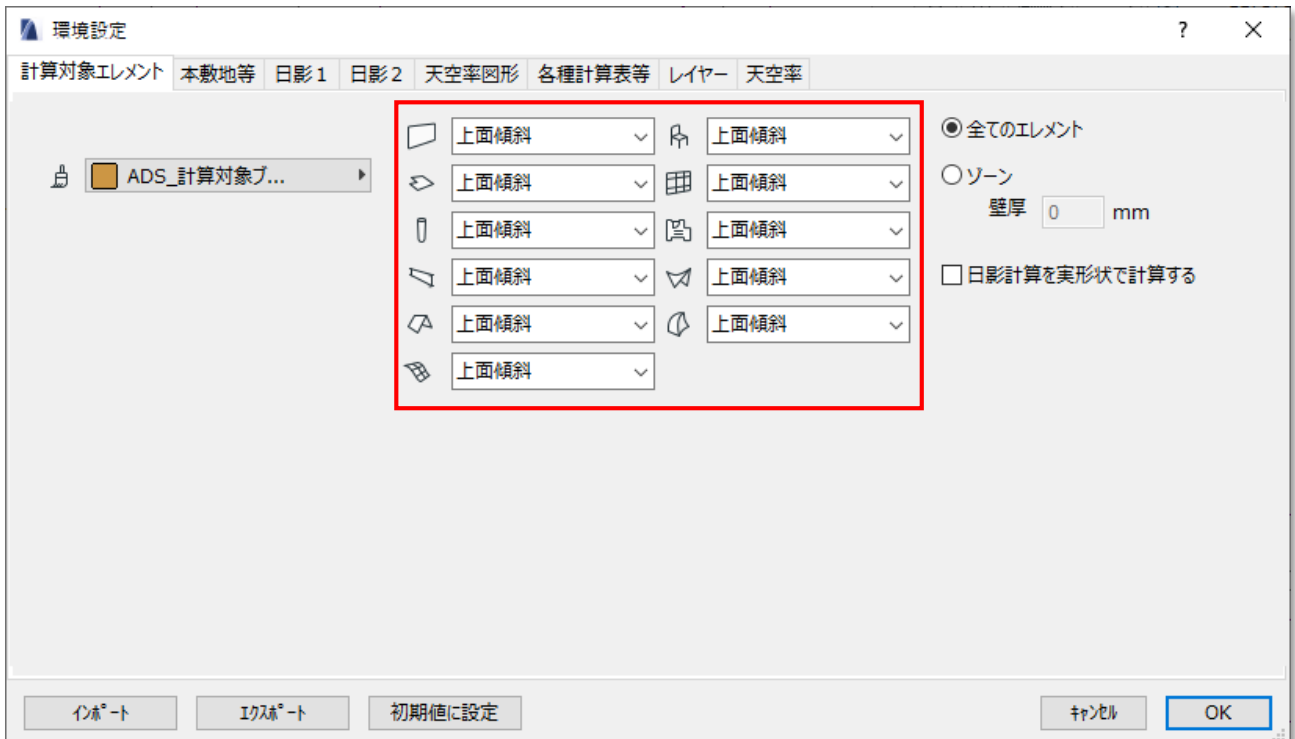 環境設定
?
計算対象エレメント 本敷地等 日影1 日影2 天空率図形 各種計算表等 レイヤー 天空率
上面傾斜 上面傾斜 全てのエレメント
ADS_計算対象ブ...
上面傾斜 上面傾斜 ゾーン
壁厚 0 mm
上面傾斜 上面傾斜
上面傾斜 上面傾斜 日影計算を実形状で計算する
上面傾斜 上面傾斜
上面傾斜
インポート エクスポート 初期値に設定 キャンセル OK